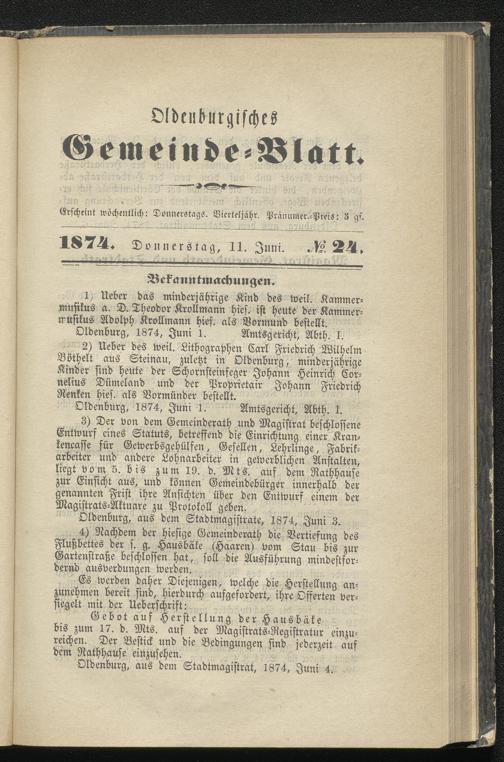 Oldenburgisches
Gemeinde-Blatt.
Erscheint wöchentlich: Donnerstags. Vierteljähr. Pränumer.-Preis: 3 gs.
1874. Donnerstag, 11. Juni. № 24.
Bekanntmachungen.
1) Ueber das minderjährige Kind des weil. Kammer-
musikus a. D. Theodor Krollmann hies. ist heute der Kammer-
musikus Adolph Krollmann hies. als Vormund bestellt.
Oldenburg, 1874, Juni 1. Amtsgericht, Abth. I.
2) Ueber des weil. Lithographen Carl Friedrich Wilhelm
Böthelt aus Steinau, zuletzt in Oldenburg, minderjährige
Kinder sind heute der Schornsteinfeger Johann Heinrich Cor-
nelius Dümeland und der Proprietair Johann Friedrich
Renken hies. als Vormünder bestellt.
Oldenburg, 1874, Juni 1. Amtsgericht, Abth. I.
3) Der von dem Gemeinderath und Magistrat beschlossene
Entwurf eines Statuts, betreffend die Einrichtung einer Kran-
kencasse für Gewerbsgehülfen, Gesellen, Lehrlinge, Fabrik-
arbeiter und andere Lohnarbeiter in gewerblichen Anstalten,
liegt vom 5. bis zum 19. d. Mts. auf dem Rathhause
zur Einsicht aus, und können Gemeindebürger innerhalb der
genannten Frist ihre Ansichten über den Entwurf einem der
Magistrats-Aktuare zu Protokoll geben.
Oldenburg, aus dem Stadtmagistrate, 1874, Juni 3.
4) Nachdem der hiesige Gemeinderath die Vertiefung des
Flußbettes der s. g. Hausbäke (Haaren) vom Stau bis zur
Gartenstraße beschlossen hat, soll die Ausführung mindestfor-
dernd ausverdungen werden.
Es werden daher Diejenigen, welche die Herstellung an-
zunehmen bereit sind, hierdurch aufgefordert, ihre Offerten ver-
siegelt mit der Ueberschrift:
Gebot auf Herstellung der Hausbäke
bis zum 17. d. Mts. auf der Magistrats-Registratur einzu-
reichen. Der Bestick und die Bedingungen sind jederzeit auf
dem Rathhause einzusehen.
Oldenburg, aus dem Stadtmagistrat, 1874, Juni 4.